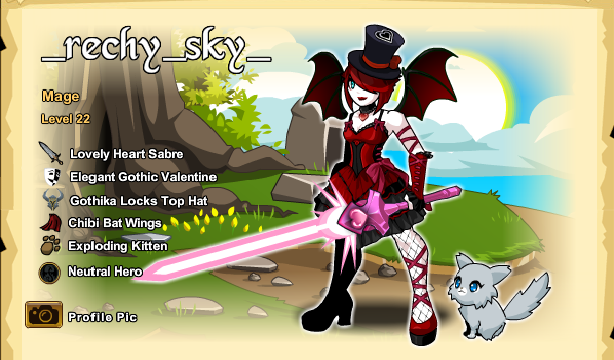 _rechy_sky_
Mage
Level 22
Lovely Heart Sabre
Elegant Gothic Valentine
Gothika Locks Top Hat
Chibi Bat Wings
Exploding Kitten
Neutral Hero
Profile Pic